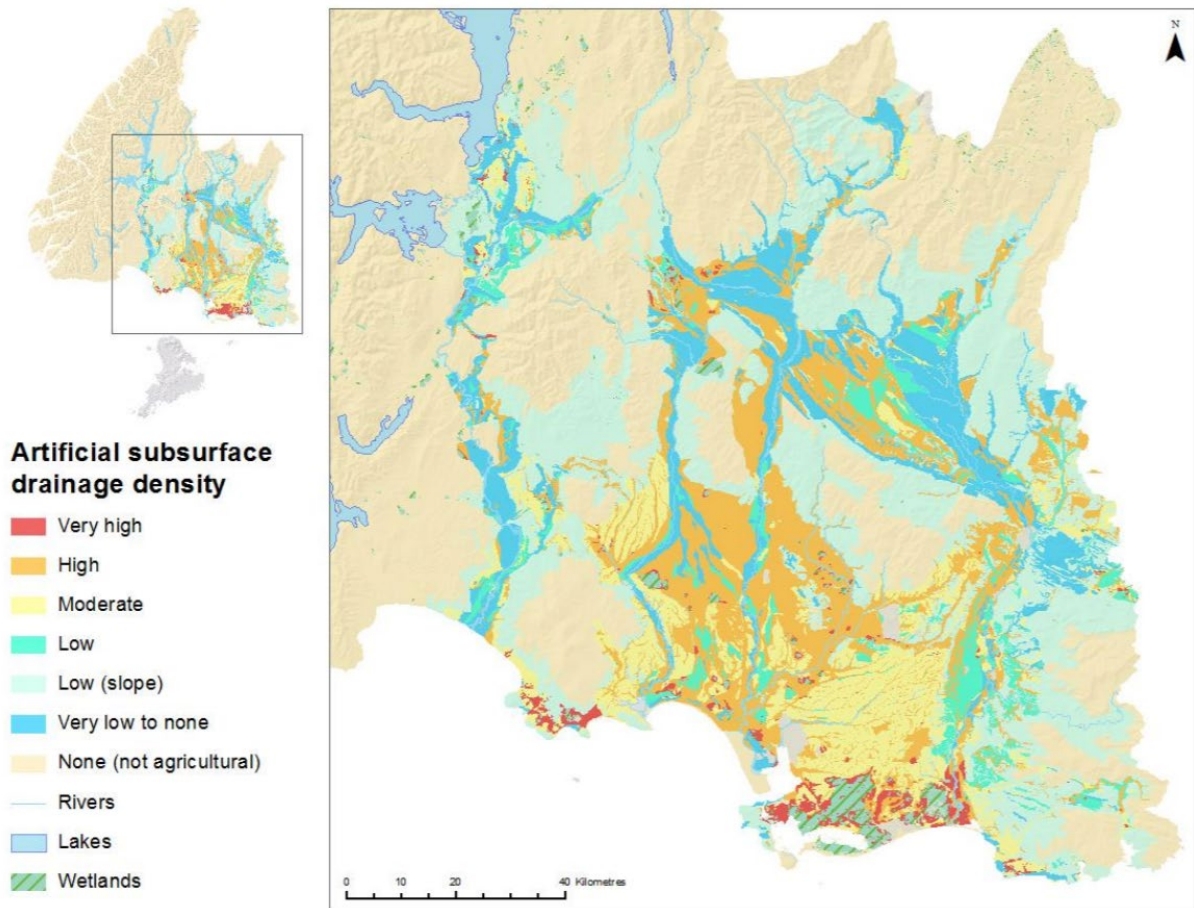 N
Artificial subsurface
drainage density
Very high
High
Moderate
Low
Low (slope)
Very low to none
None (not agricultural)
Rivers
Lakes
Wetlands
0 10 20 40 Kilometres